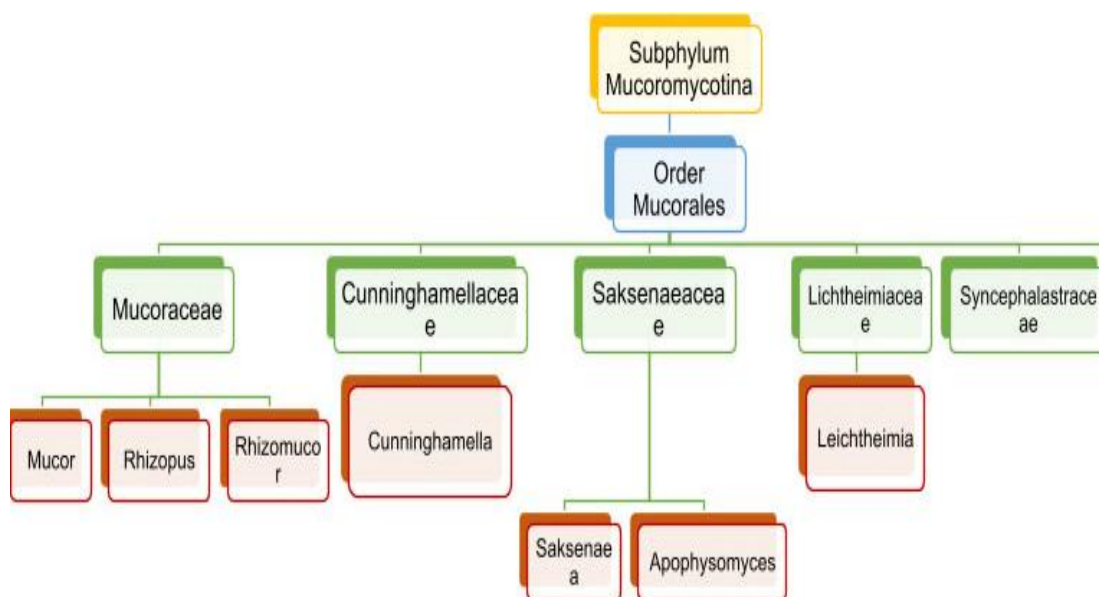 Subphylum
Mucoromycotina
Order
Mucorales
Mucoraceae
Cunninghamellacea
e
Saksenaeacea
e
Lichtheimiacea
e
Syncephalastrace
ae
Mucor
Rhizopus
Rhizomuco
r
Cunninghamella
Leichtheimia
Saksenae
a
Apophysomyces